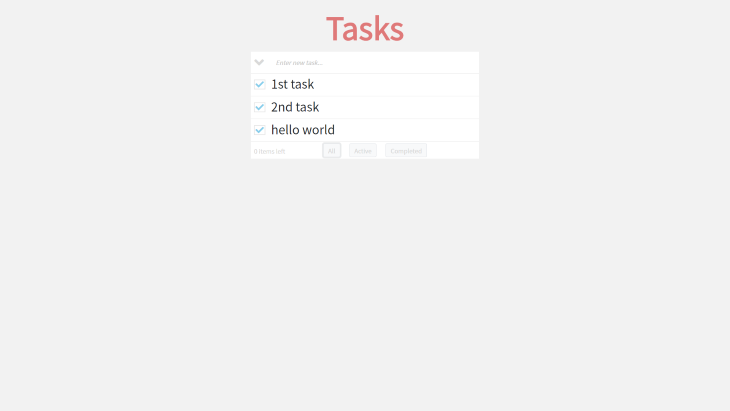 Tasks
Enter new task...
1st task
2nd task
hello world
0 items left
All
Active
Completed